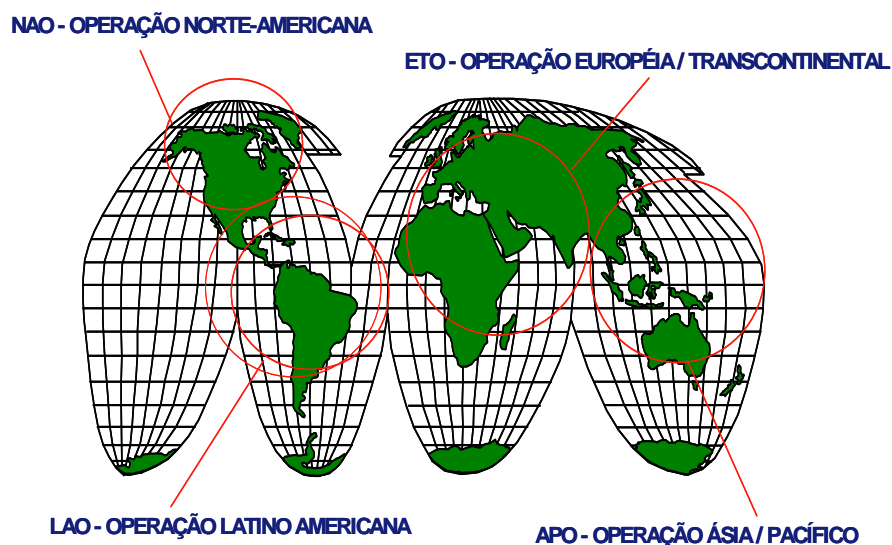 NAO - OPERAÇÃO NORTE-AMERICANA
ETO - OPERAÇÃO EUROPÉIA / TRANSCONTINENTAL
LAO - OPERAÇÃO LATINO AMERICANA
APO - OPERAÇÃO ÁSIA / PACÍFICO